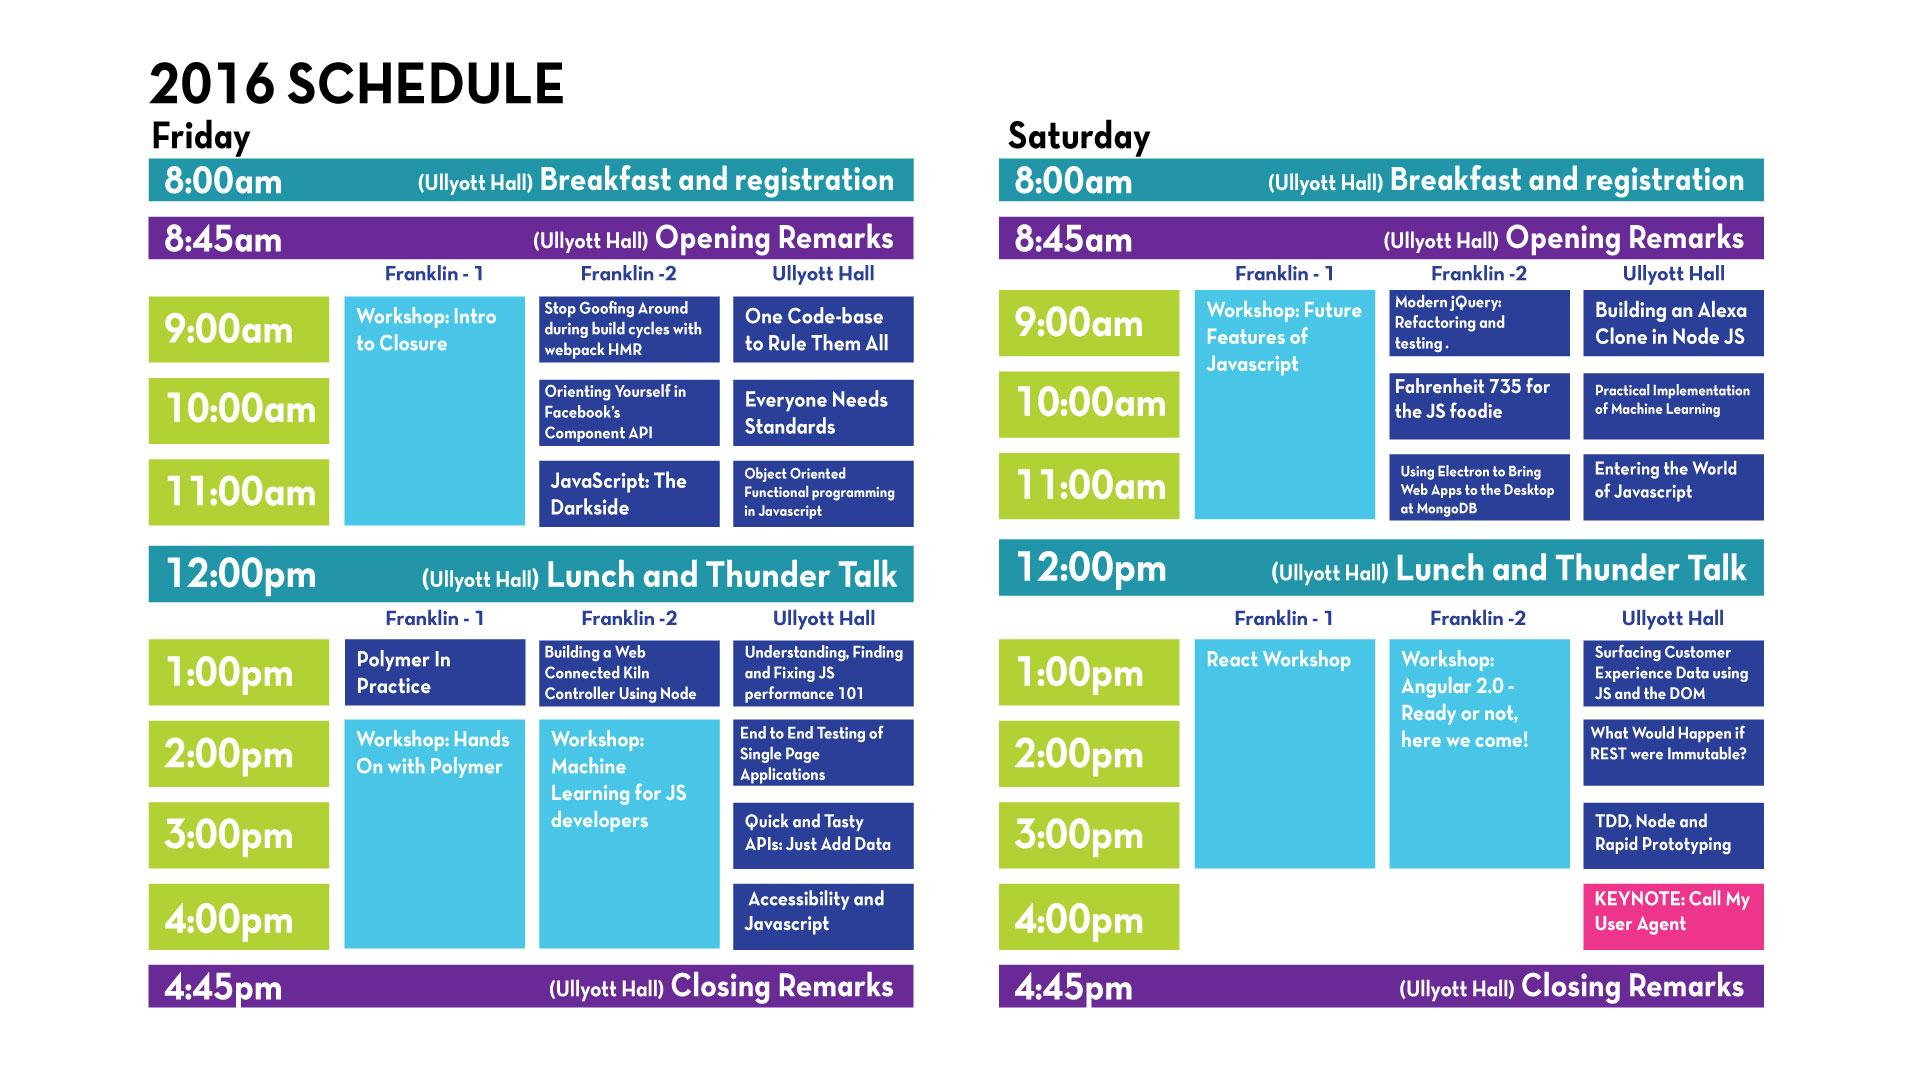 2016 SCHEDULE
Friday
8:00am (Ullyott Hall) Breakfast and registration
8:45am (Ullyott Hall) Opening Remarks
Franklin - 1 Franklin -2 Ullyott Hall
9:00am
Workshop: Intro
to Closure
Stop Goofing Around
during build cycles with
webpack HMR
One Code-base
to Rule Them All
10:00am
Orienting Yourself in
Facebook's
Component API
Everyone Needs
Standards
11:00am
JavaScript: The
Darkside
Object Oriented
Functional programming
in Javascript
12:00pm (Ullyott Hall) Lunch and Thunder Talk
Franklin - 1 Franklin -2 Ullyott Hall
1:00pm
Polymer In
Practice
Building a Web
Connected Kiln
Controller Using Node
Understanding, Finding
and Fixing JS
performance 101
2:00pm
Workshop: Hands
On with Polymer
Workshop:
Machine
Learning for JS
developers
End to End Testing of
Single Page
Applications
3:00pm
Quick and Tasty
APIs: Just Add Data
4:00pm
Accessibility and
Javascript
4:45pm (Ullyott Hall) Closing Remarks
Saturday
8:00am (Ullyott Hall) Breakfast and registration
8:45am (Ullyott Hall) Opening Remarks
Franklin - 1 Franklin -2 Ullyott Hall
9:00am
Workshop: Future
Features of
Javascript
Modern jQuery:
Refactoring and
testing .
Building an Alexa
Clone in Node JS
10:00am
Fahrenheit 735 for
the JS foodie
Practical Implementation
of Machine Learning
11:00am
Using Electron to Bring
Web Apps to the Desktop
at MongoDB
Entering the World
of Javascript
12:00pm (Ullyott Hall) Lunch and Thunder Talk
Franklin - 1 Franklin -2 Ullyott Hall
1:00pm
React Workshop
Workshop:
Angular 2.0 -
Ready or not,
here we come!
Surfacing Customer
Experience Data using
JS and the DOM
2:00pm
What Would Happen if
REST were Immutable?
3:00pm
TDD, Node and
Rapid Prototyping
4:00pm
KEYNOTE: Call My
User Agent
4:45pm (Ullyott Hall) Closing Remarks